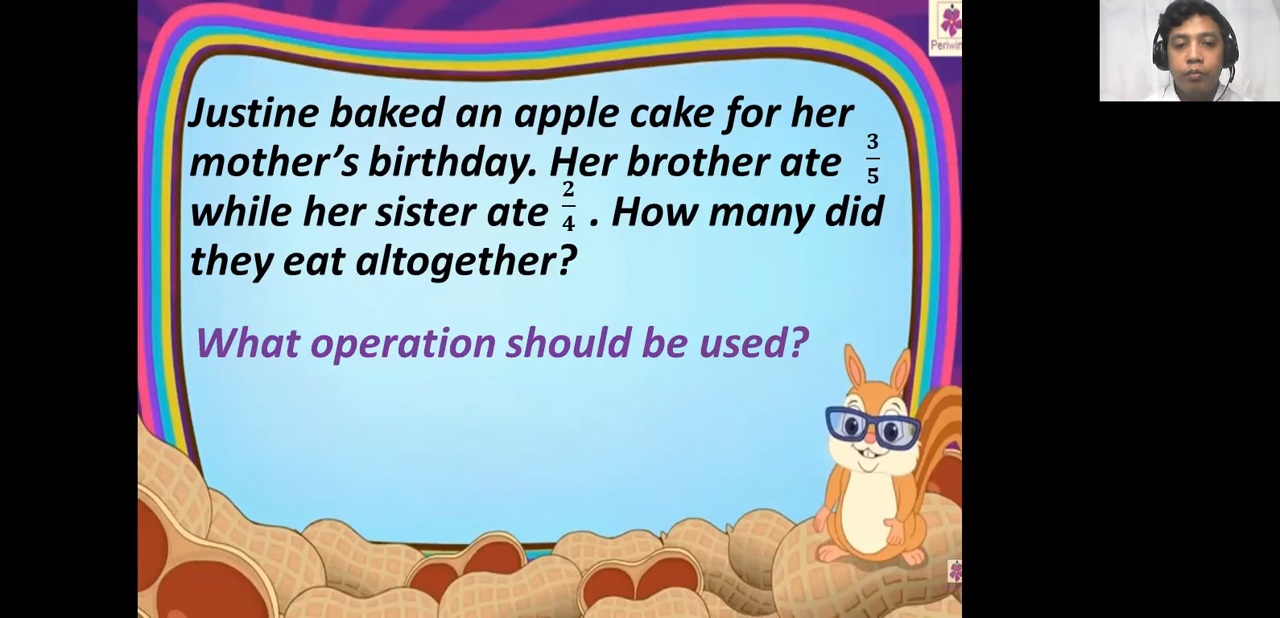 Periwin
Justine baked an apple cake for her
mother’s birthday. Her brother ate 3/5
while her sister ate 2/4 . How many did
they eat altogether?
What operation should be used?